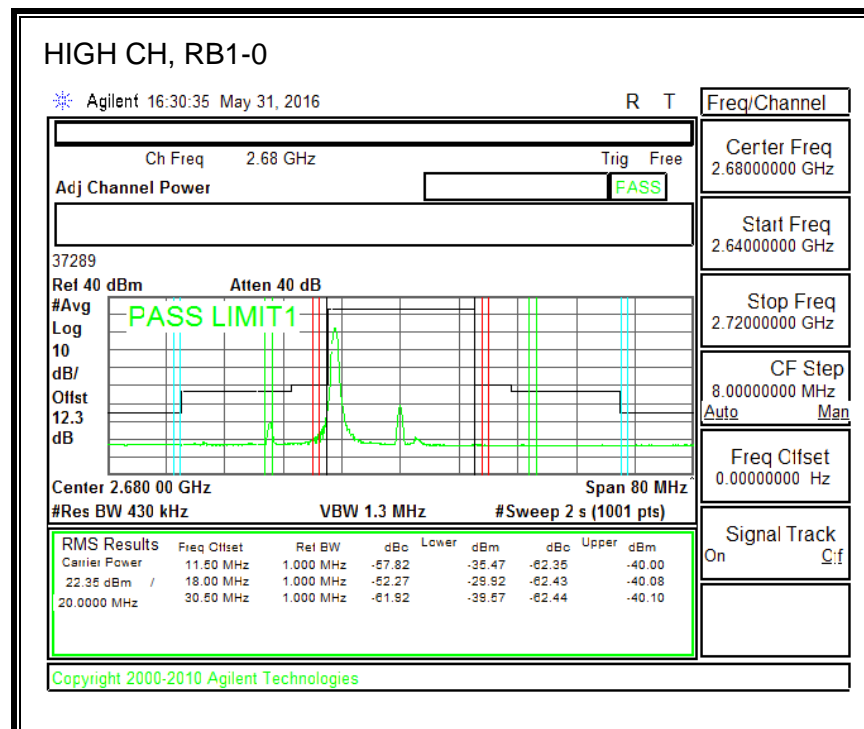 HIGH CH, RB1-0
Agilent 16:30:35 May 31, 2016 R T
Freq/Channel
Ch Freq 2.68 GHz Trig Free
Adj Channel Power PASS
Center Freq
2.68000000 GHz
Start Freq
2.64000000 GHz
Stop Freq
2.72000000 GHz
CF Step
8.00000000 MHz
Auto Man
Freq Offset
0.00000000 Hz
Signal Track
On Off
37289
Ref 40 dBm Atten 40 dB
#Avg
Log
10
dB/
Offst
12.3
dB
PASS LIMIT1
Center 2.680 00 GHz Span 80 MHz
#Res BW 430 kHz VBW 1.3 MHz #Sweep 2 s (1001 pts)
RMS Results Freq Offset Ref BW dBc Lower dBm dBc Upper dBm
Carrier Power 11.50 MHz 1.000 MHz -57.82 -35.47 -62.35 -40.00
22.35 dBm / 18.00 MHz 1.000 MHz -52.27 -29.92 -62.43 -40.08
20.0000 MHz 30.50 MHz 1.000 MHz -61.92 -39.57 -62.44 -40.10
Copyright 2000-2010 Agilent Technologies